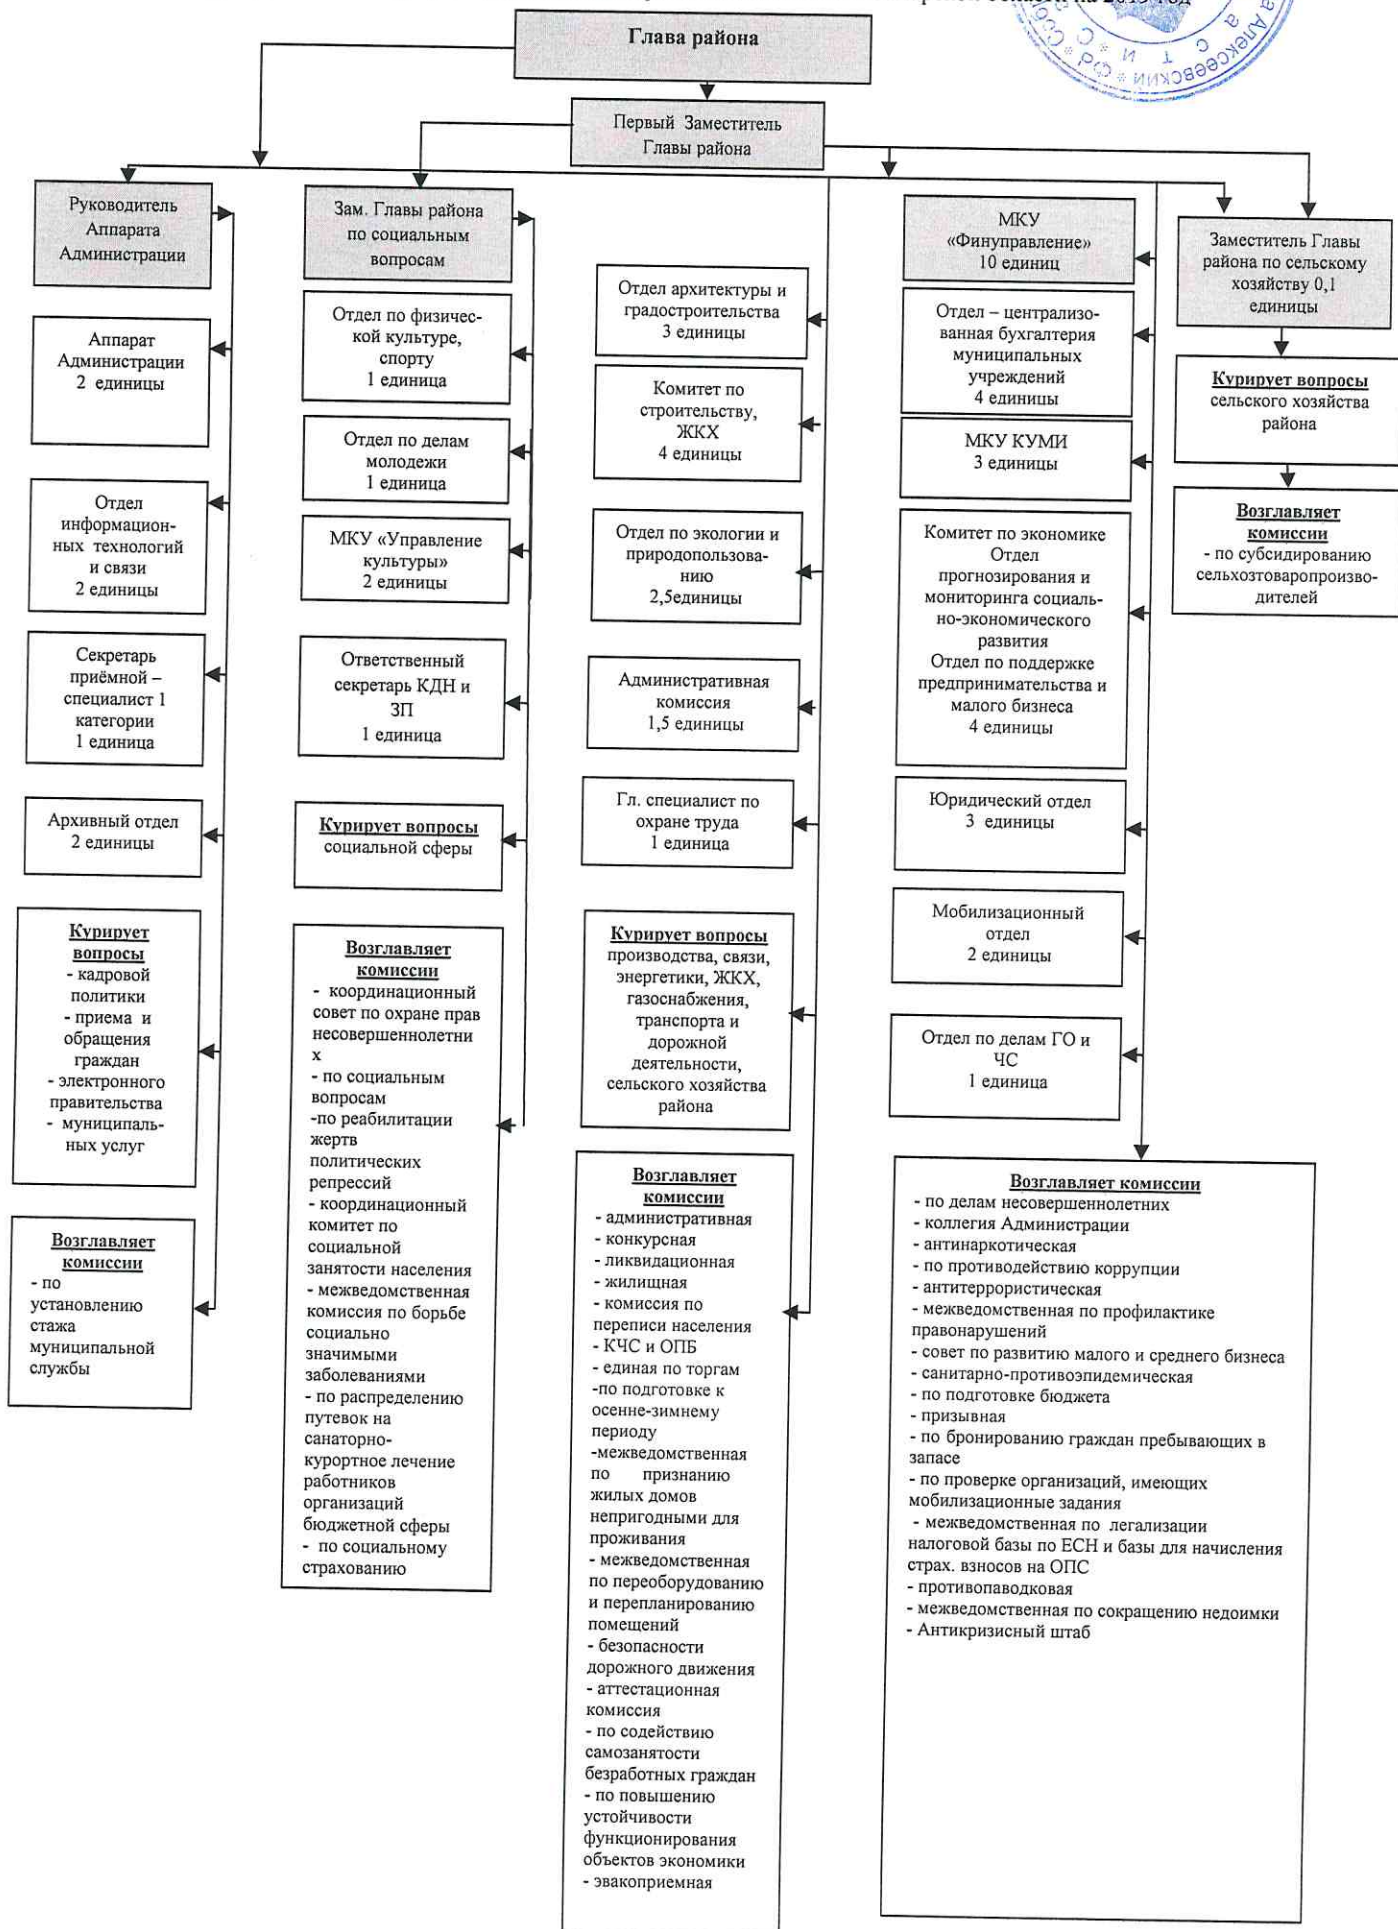 области на 2015 год
Алексеевский * РФ *
Глава района
Первый Заместитель
Главы района
Руководитель
Аппарата
Администрации
Аппарат
Администрации
2 единицы
Отдел
информацион-
ных технологий
и связи
2 единицы
Секретарь
приёмной –
специалист 1
категории
1 единица
Архивный отдел
2 единицы
Курирует
вопросы
- кадровой
политики
- приема и
обращения
граждан
- электронного
правительства
- муниципаль-
ных услуг
Возглавляет
комиссии
- по
установлению
стажа
муниципальной
службы
Зам. Главы района
по социальным
вопросам
Отдел по физичес-
кой культуре,
спорту
1 единица
Отдел по делам
молодежи
1 единица
МКУ «Управление
культуры»
2 единицы
Ответственный
секретарь КДН и
ЗП
1 единица
Курирует вопросы
социальной сферы
Возглавляет
комиссии
- координационный
совет по охране прав
несовершеннолетни
х
- по социальным
вопросам
-по реабилитации
жертв
политических
репрессий
- координационный
комитет по
социальной
занятости населения
- межведомственная
комиссия по борьбе
социально
значимыми
заболеваниями
- по распределению
путевок на
санаторно-
курортное лечение
работников
организаций
бюджетной сферы
- по социальному
страхованию
Отдел архитектуры и
градостроительства
3 единицы
Комитет по
строительству,
ЖКХ
4 единицы
Отдел по экологии и
природопользова-
нию
2,5единицы
Административная
комиссия
1,5 единицы
Гл. специалист по
охране труда
1 единица
Курирует вопросы
производства, связи,
энергетики, ЖКХ,
газоснабжения,
транспорта и
дорожной
деятельности,
сельского хозяйства
района
Возглавляет
комиссии
- административная
- конкурсная
- ликвидационная
- жилищная
- комиссия по
переписи населения
- КЧС и ОПБ
- единая по торгам
-по подготовке к
осенне-зимнему
периоду
-межведомственная
по признанию
жилых домов
непригодными для
проживания
- межведомственная
по переоборудованию
и перепланированию
помещений
- безопасности
дорожного движения
- аттестационная
комиссия
- по содействию
самозанятости
безработных граждан
- по повышению
устойчивости
функционирования
объектов экономики
- эвакоприемная
МКУ
«Финуправление»
10 единиц
Отдел – централизо-
ванная бухгалтерия
муниципальных
учреждений
4 единицы
МКУ КУМИ
3 единицы
Комитет по экономике
Отдел
прогнозирования и
мониторинга социаль-
но-экономического
развития
Отдел по поддержке
предпринимательства и
малого бизнеса
4 единицы
Юридический отдел
3 единицы
Мобилизационный
отдел
2 единицы
Отдел по делам ГО и
ЧС
1 единица
Возглавляет комиссии
- по делам несовершеннолетних
- коллегия Администрации
- антинаркотическая
- по противодействию коррупции
- антитеррористическая
- межведомственная по профилактике
правонарушений
- совет по развитию малого и среднего бизнеса
- санитарно-противоэпидемическая
- по подготовке бюджета
- призывная
- по бронированию граждан пребывающих в
запасе
- по проверке организаций, имеющих
мобилизационные задания
- межведомственная по легализации
налоговой базы по ЕСН и базы для начисления
страх. взносов на ОПС
- противопаводковая
- межведомственная по сокращению недоимки
- Антикризисный штаб
Заместитель Главы
района по сельскому
хозяйству 0,1
единицы
Курирует вопросы
сельского хозяйства
района
Возглавляет
комиссии
- по субсидированию
сельхозтоваропроизво-
дителей